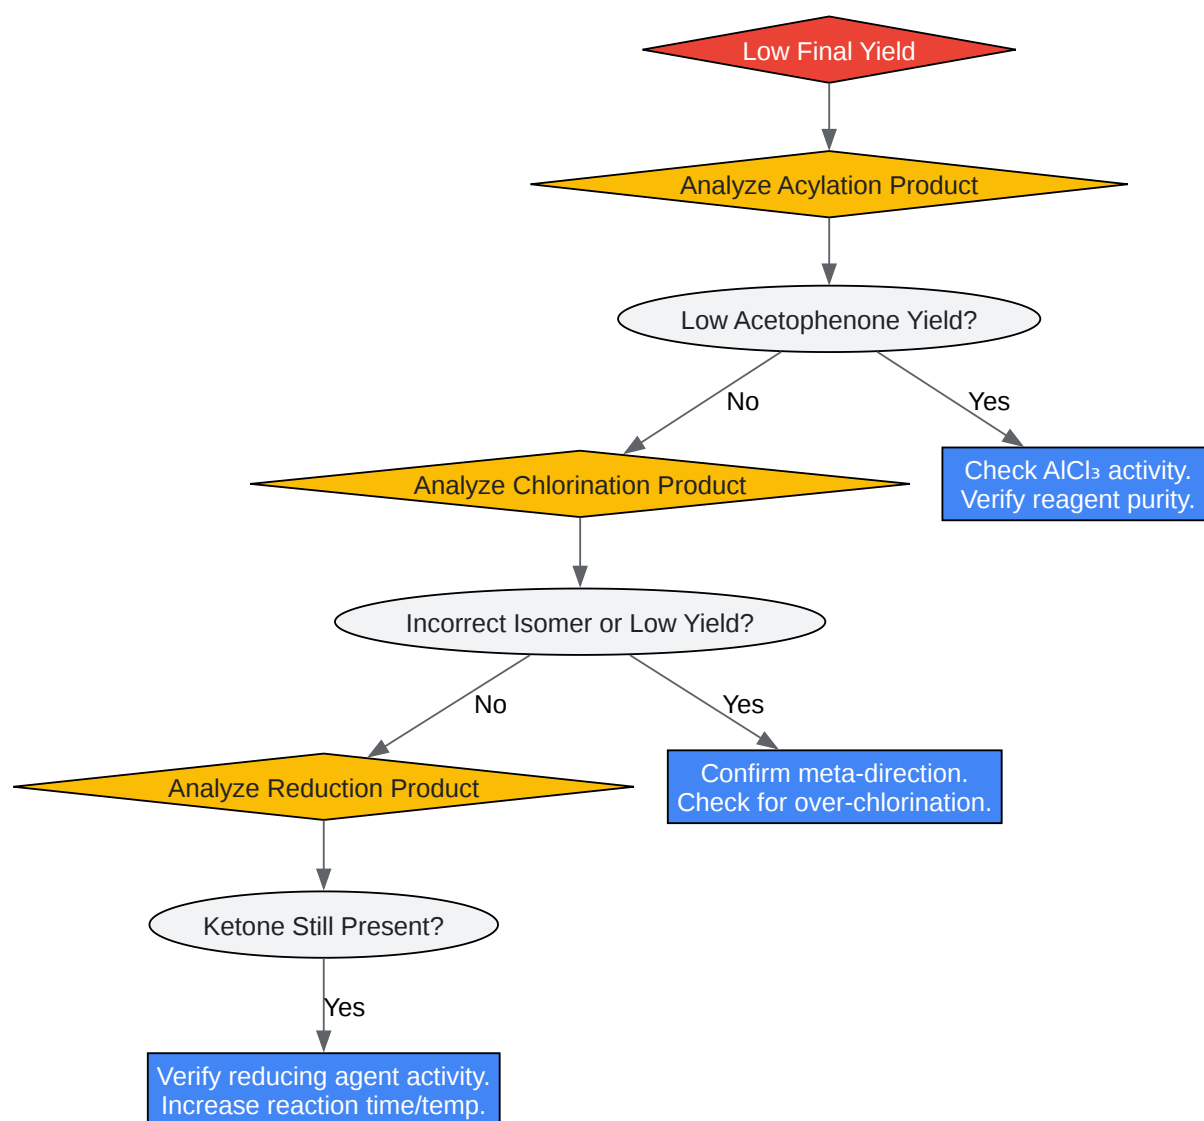 Low Final Yield
Analyze Acylation Product
Low Acetophenone Yield?
No
Yes
Analyze Chlorination Product
Check AlCl₃ activity.
Verify reagent purity.
Incorrect Isomer or Low Yield?
No
Yes
Analyze Reduction Product
Confirm meta-direction.
Check for over-chlorination.
Ketone Still Present?
Yes
Verify reducing agent activity.
Increase reaction time/temp.